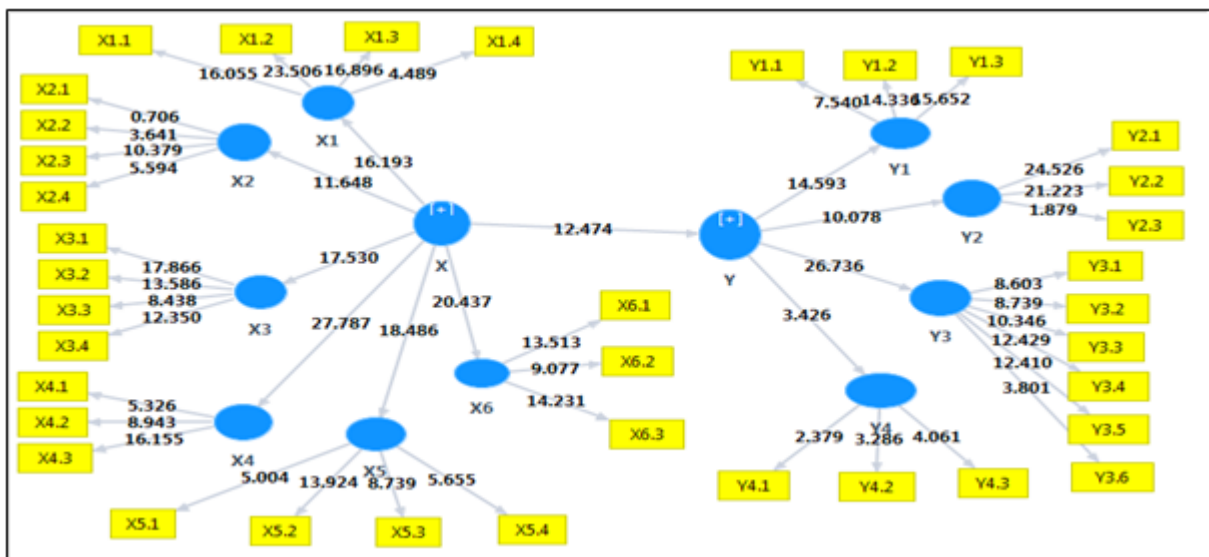 X1.1
X1.2
X1.3
X1.4
16.055
23.506
16.896
4.489
X1
X2.1
X2.2
X2.3
X2.4
0.706
3.641
10.379
5.594
X2
16.193
11.648
[+]
X
X3.1
X3.2
X3.3
X3.4
17.866
13.586
8.438
12.350
X3
17.530
27.787
18.486
20.437
X4.1
X4.2
X4.3
5.326
8.943
16.155
X4
X5
5.004
13.924
8.739
5.655
X5.1
X5.2
X5.3
X5.4
X6.1
X6.2
X6.3
13.513
9.077
14.231
X6
12.474
[+]
Y
Y1.1
Y1.2
Y1.3
7.540
14.336
15.652
Y1
14.593
10.078
26.736
3.426
Y2.1
Y2.2
Y2.3
24.526
21.223
1.879
Y2
Y3.1
Y3.2
Y3.3
Y3.4
Y3.5
Y3.6
8.603
8.739
10.346
12.429
12.410
3.801
Y3
Y4
2.379
3.286
4.061
Y4.1
Y4.2
Y4.3